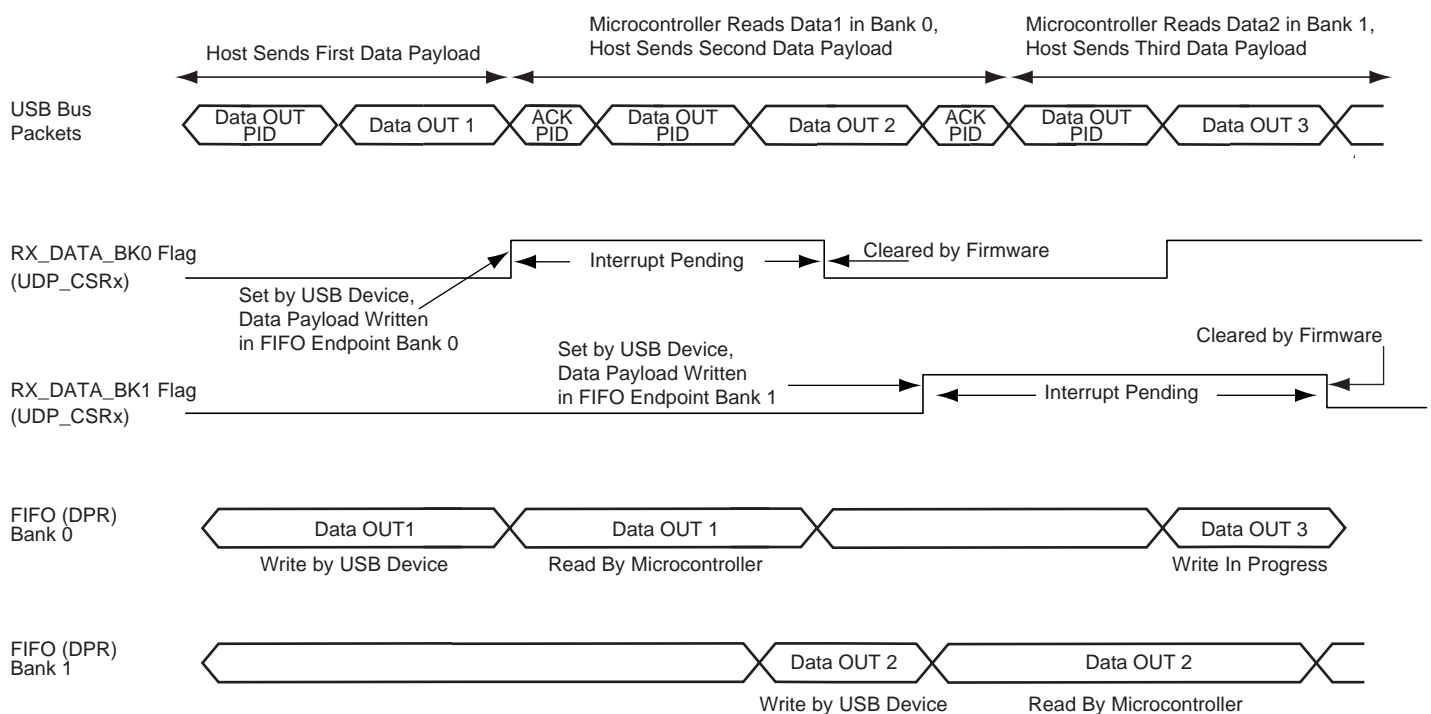 Host Sends First Data Payload
Microcontroller Reads Data1 in Bank 0,
Host Sends Second Data Payload
Microcontroller Reads Data2 in Bank 1,
Host Sends Third Data Payload
USB Bus
Packets
Data OUT
PID
Data OUT 1
ACK
PID
Data OUT
PID
Data OUT 2
ACK
PID
Data OUT
PID
Data OUT 3
RX_DATA_BK0 Flag
(UDP_CSRx)
Interrupt Pending
Cleared by Firmware
Set by USB Device,
Data Payload Written
in FIFO Endpoint Bank 0
RX_DATA_BK1 Flag
(UDP_CSRx)
Set by USB Device,
Data Payload Written
in FIFO Endpoint Bank 1
Interrupt Pending
Cleared by Firmware
FIFO (DPR)
Bank 0
Data OUT1
Data OUT 1
Data OUT 3
Write by USB Device
Read By Microcontroller
Write In Progress
FIFO (DPR)
Bank 1
Data OUT 2
Data OUT 2
Write by USB Device
Read By Microcontroller